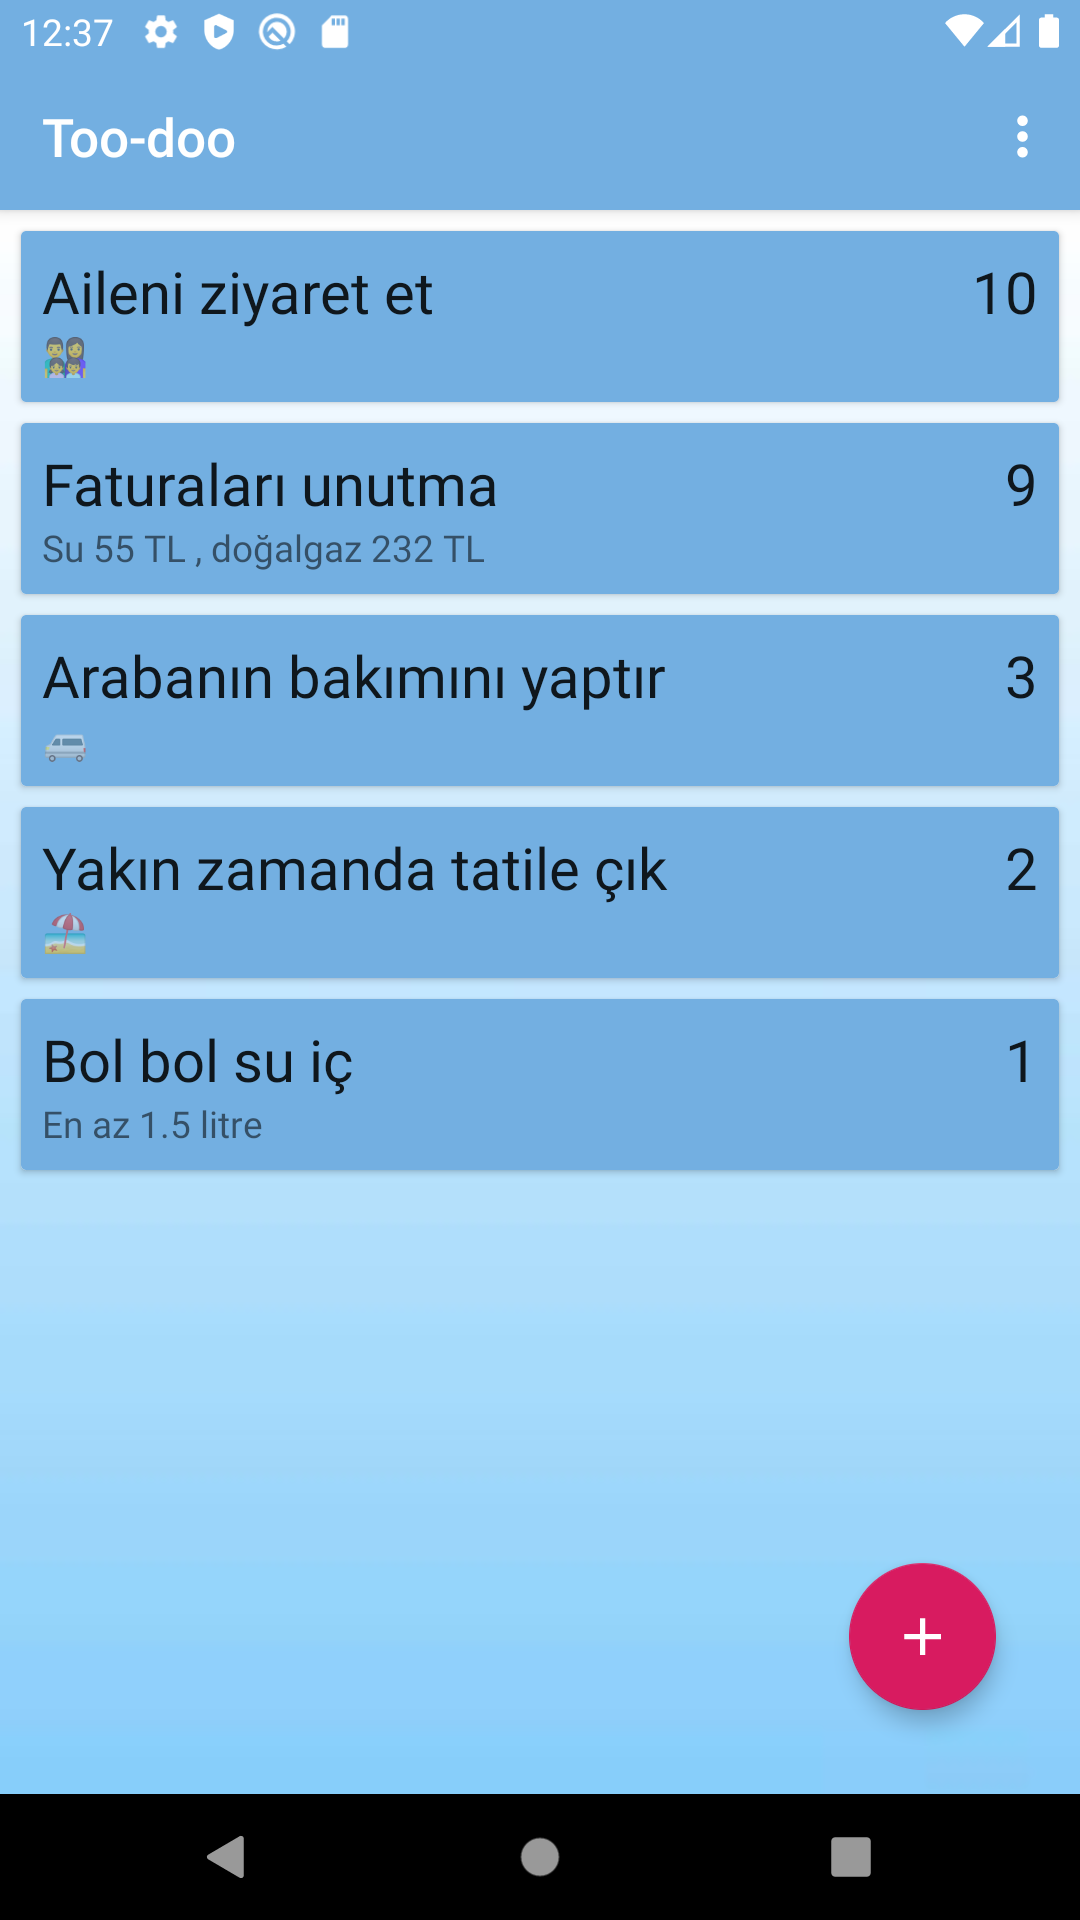 12:37
Too-doo
Aileni ziyaret et 10
👨‍👩‍👧‍👦
Faturaları unutma 9
Su 55 TL , doğalgaz 232 TL
Arabanın bakımını yaptır 3
🚐
Yakın zamanda tatile çık 2
🏖️
Bol bol su iç 1
En az 1.5 litre